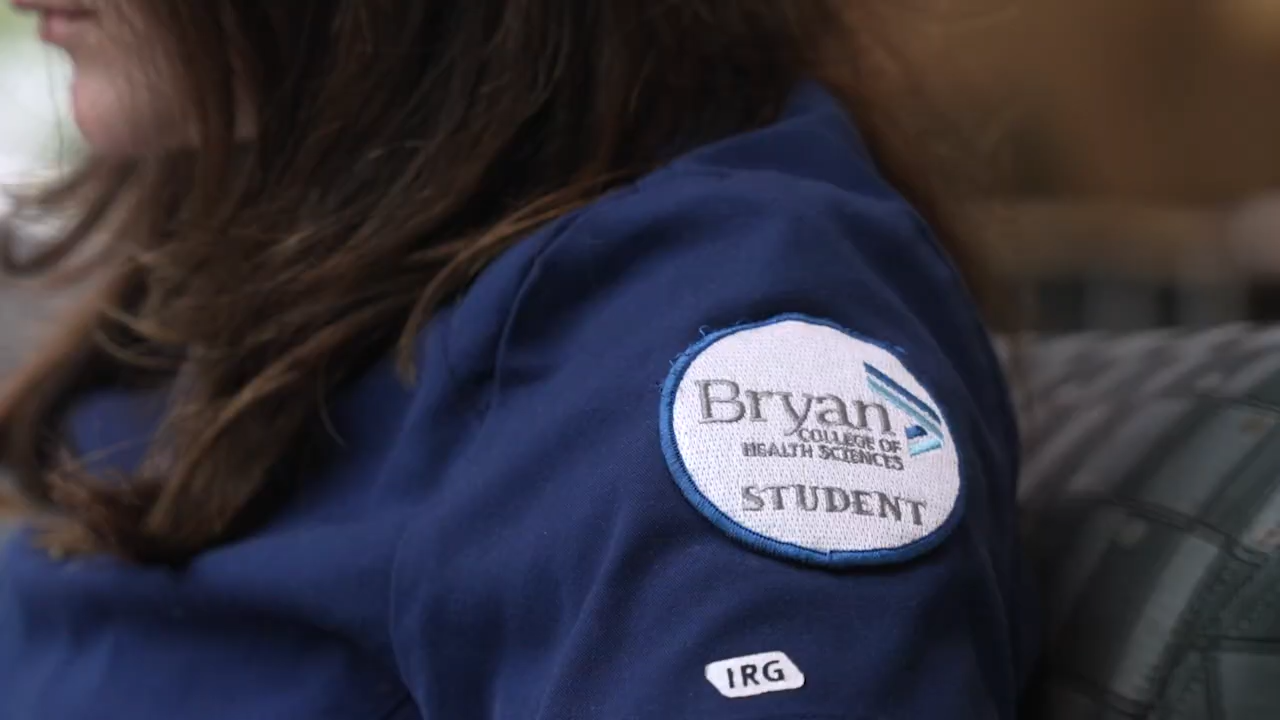 Bryan
COLLEGE OF
HEALTH SCIENCES
STUDENT
IRG